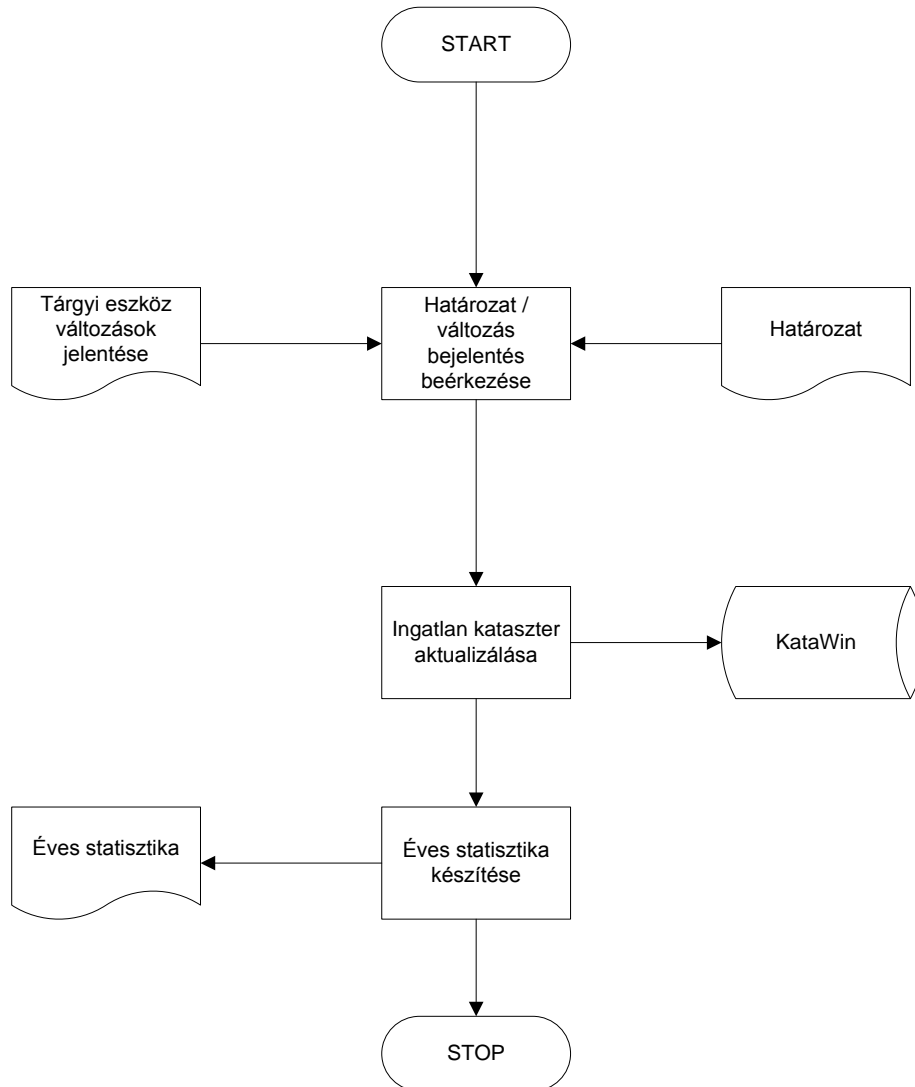 START
Tárgyi eszköz
változások
jelentése
Határozat /
változás
bejelentés
beérkezése
Határozat
Ingatlan kataszter
aktualizálása
KataWin
Éves statisztika
Éves statisztika
készítése
STOP